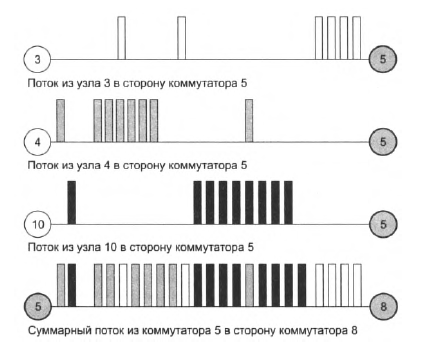 3 5
Поток из узла 3 в сторону коммутатора 5
4 5
Поток из узла 4 в сторону коммутатора 5
10 5
Поток из узла 10 в сторону коммутатора 5
5 8
Суммарный поток из коммутатора 5 в сторону коммутатора 8